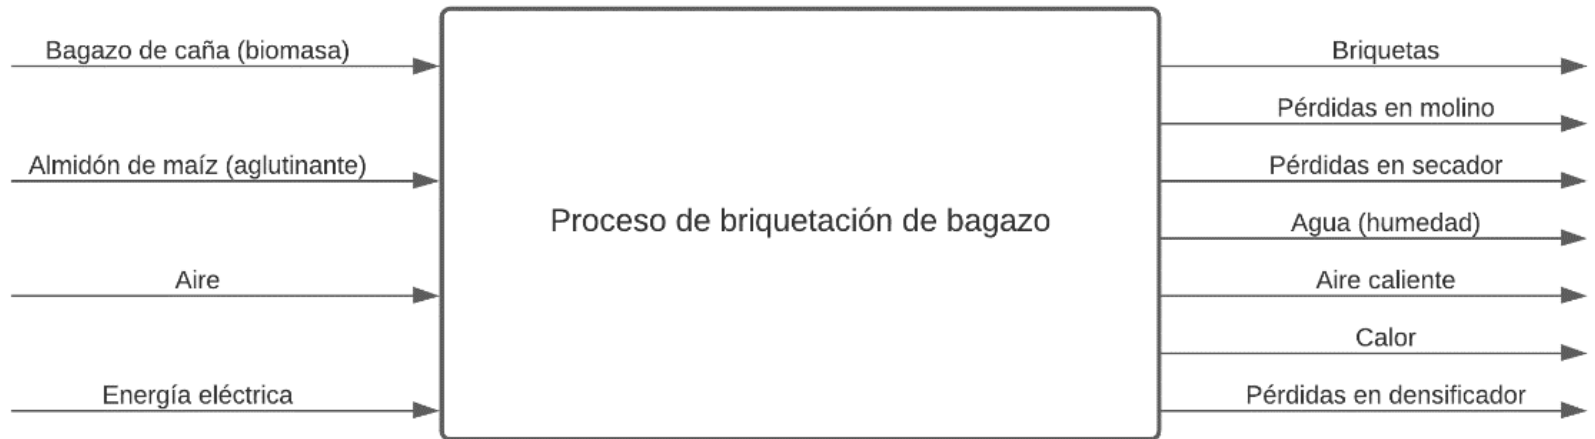 Bagazo de caña (biomasa)
Almidón de maíz (aglutinante)
Aire
Energía eléctrica
Proceso de briquetación de bagazo
Briquetas
Pérdidas en molino
Pérdidas en secador
Agua (humedad)
Aire caliente
Calor
Pérdidas en densificador